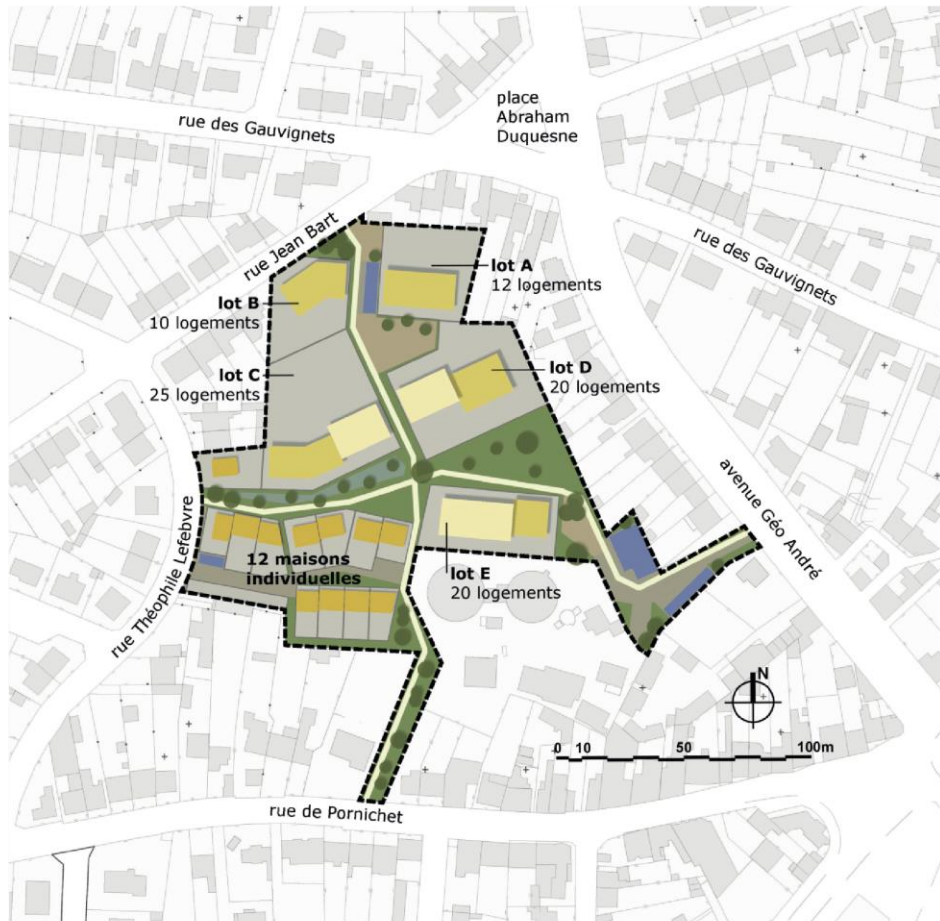 place
Abraham
Duquesne
rue des Gauvignets
rue Jean Bart
rue des Gauvignets
lot A
12 logements
lot B
10 logements
lot C
25 logements
lot D
20 logements
avenue Géo André
rue Théophile Lefebvre
12 maisons
individuelles
lot E
20 logements
N
0 10 50 100m
rue de Pornichet